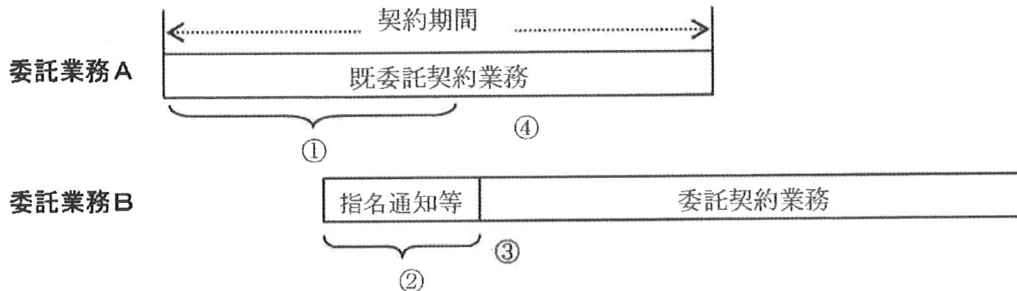 契約期間
委託業務A
既委託契約業務
①
④
委託業務B
指名通知等
委託契約業務
②
③